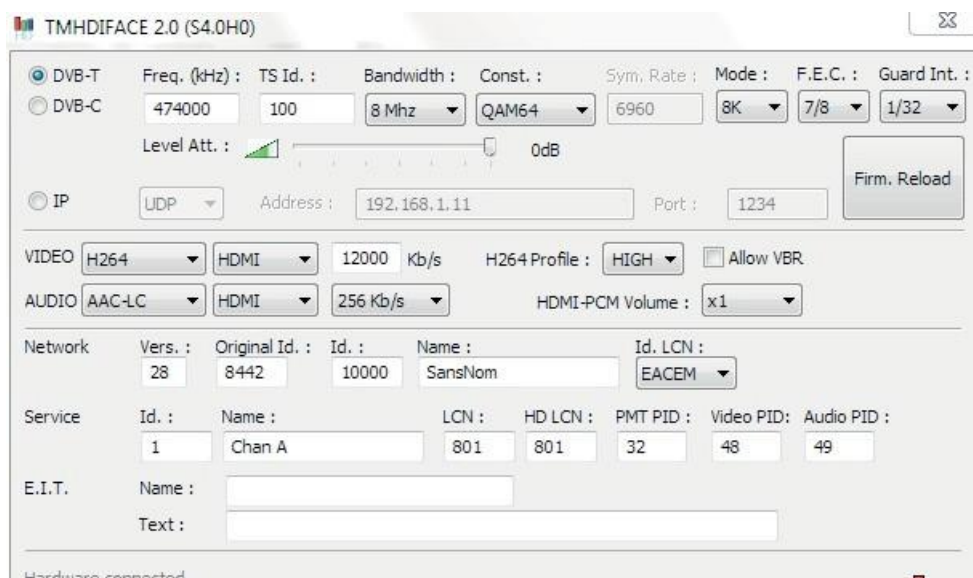 TMHDIFACE 2.0 (S4.0H0)
DVB-T Freq. (kHz) : TS Id. : Bandwidth : Const. : Sym. Rate : Mode : F.E.C. : Guard Int. :
DVB-C 474000 100 8 Mhz QAM64 6960 8K 7/8 1/32
Level Att. : 0dB
Firm. Reload
IP UDP Address : 192.168.1.11 Port : 1234
VIDEO H264 HDMI 12000 Kb/s H264 Profile : HIGH Allow VBR
AUDIO AAC-LC HDMI 256 Kb/s HDMI-PCM Volume : x1
Network Vers. : Original Id. : Id. : Name : Id. LCN :
28 8442 10000 SansNom EACEM
Service Id. : Name : LCN : HD LCN : PMT PID : Video PID: Audio PID :
1 Chan A 801 801 32 48 49
E.I.T. Name :
Text :
Hardware connected